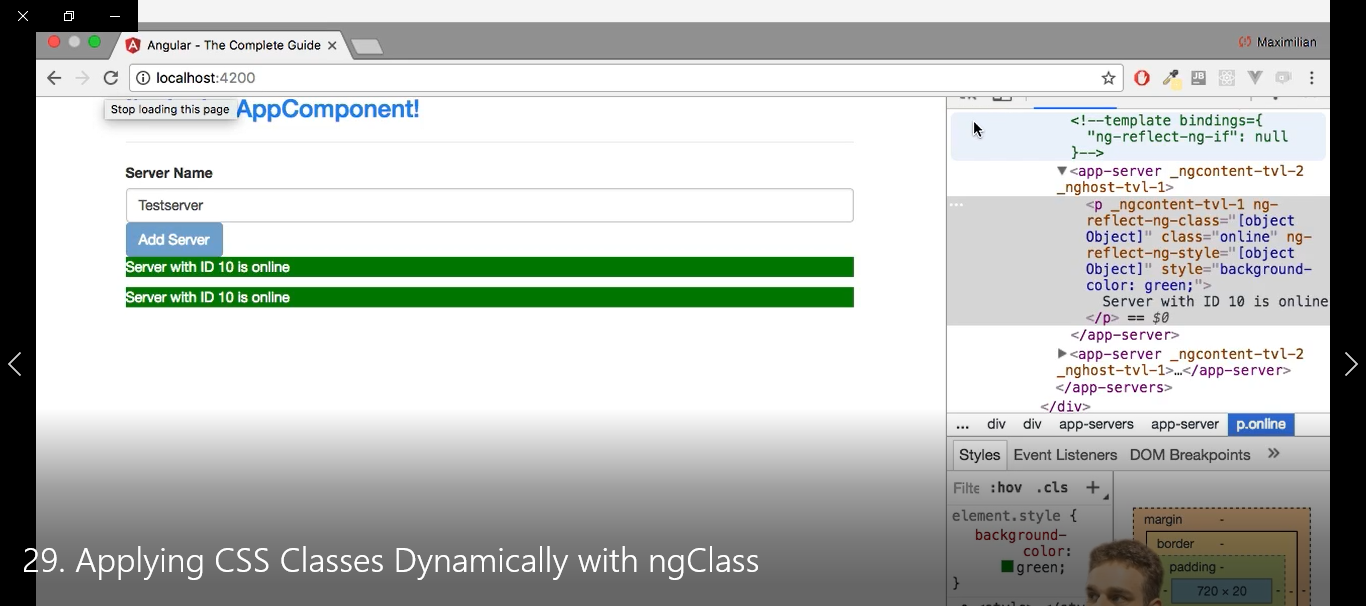 Angular - The Complete Guide
Maximilian
localhost:4200
Stop loading this page
AppComponent!
Server Name
Testserver
Add Server
Server with ID 10 is online
Server with ID 10 is online
<!--template bindings={
"ng-reflect-ng-if": null
}-->
<app-server _ngcontent-tvl-2
_nghost-tvl-1>
<p _ngcontent-tvl-1 ng-
reflect-ng-class="[object
Object]" class="online" ng-
reflect-ng-style="[object
Object]" style="background-
color: green;">
Server with ID 10 is online
</p> == $0
</app-server>
<app-server _ngcontent-tvl-2
_nghost-tvl-1>…</app-server>
</app-servers>
</div>
... div div app-servers app-server p.online
Styles Event Listeners DOM Breakpoints »
Filte :hov .cls +
element.style {
background-
color:
green;
}
margin -
border -
padding -
720 × 20
29. Applying CSS Classes Dynamically with ngClass